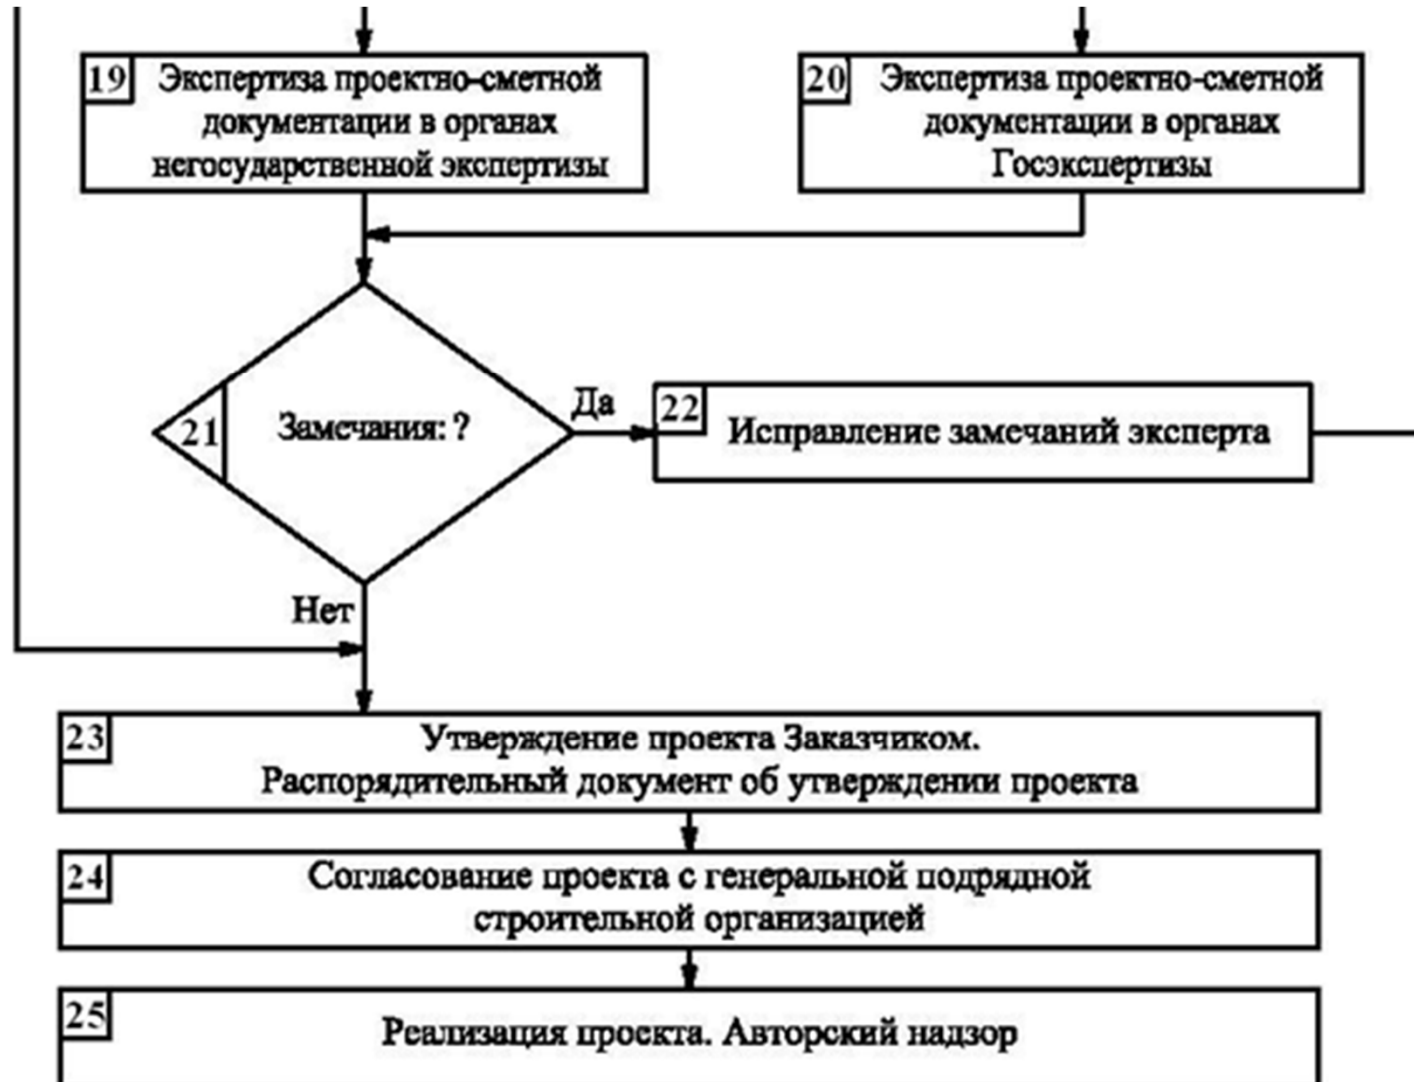 19 Экспертиза проектно-сметной
документации в органах
негосударственной экспертизы
20 Экспертиза проектно-сметной
документации в органах
Госэкспертизы
21 Замечания: ?
Да
22 Исправление замечаний эксперта
Нет
23 Утверждение проекта Заказчиком.
Распорядительный документ об утверждении проекта
24 Согласование проекта с генеральной подрядной
строительной организацией
25 Реализация проекта. Авторский надзор